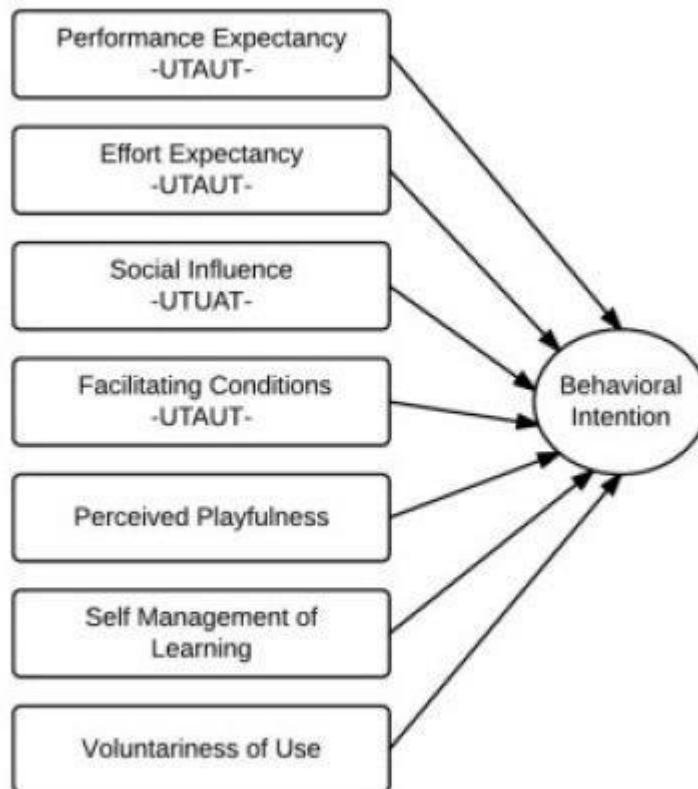 Performance Expectancy
-UTAUT-
Effort Expectancy
-UTAUT-
Social Influence
-UTUAT-
Facilitating Conditions
-UTAUT-
Perceived Playfulness
Self Management of
Learning
Voluntariness of Use
Behavioral
Intention